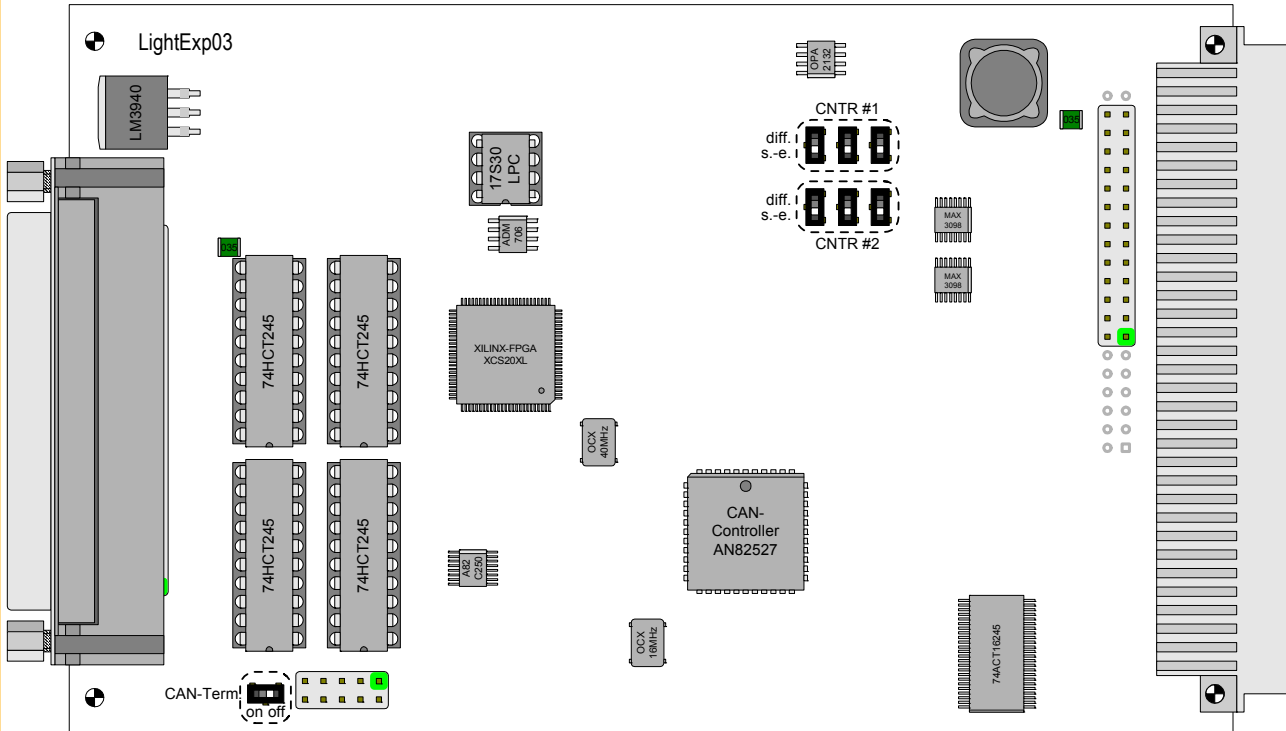 LightExp03
LM3940
OPA
2132
CNTR #1
diff.
s.-e.
035
17S30
LPC
diff.
s.-e.
CNTR #2
ADM
706
MAX
3098
MAX
3098
035
74HCT245
74HCT245
XILINX-FPGA
XCS20XL
OCX
40MHz
74HCT245
74HCT245
CAN-
Controller
AN82527
A82
C250
OCX
16MHz
74ACT16245
CAN-Term
on off